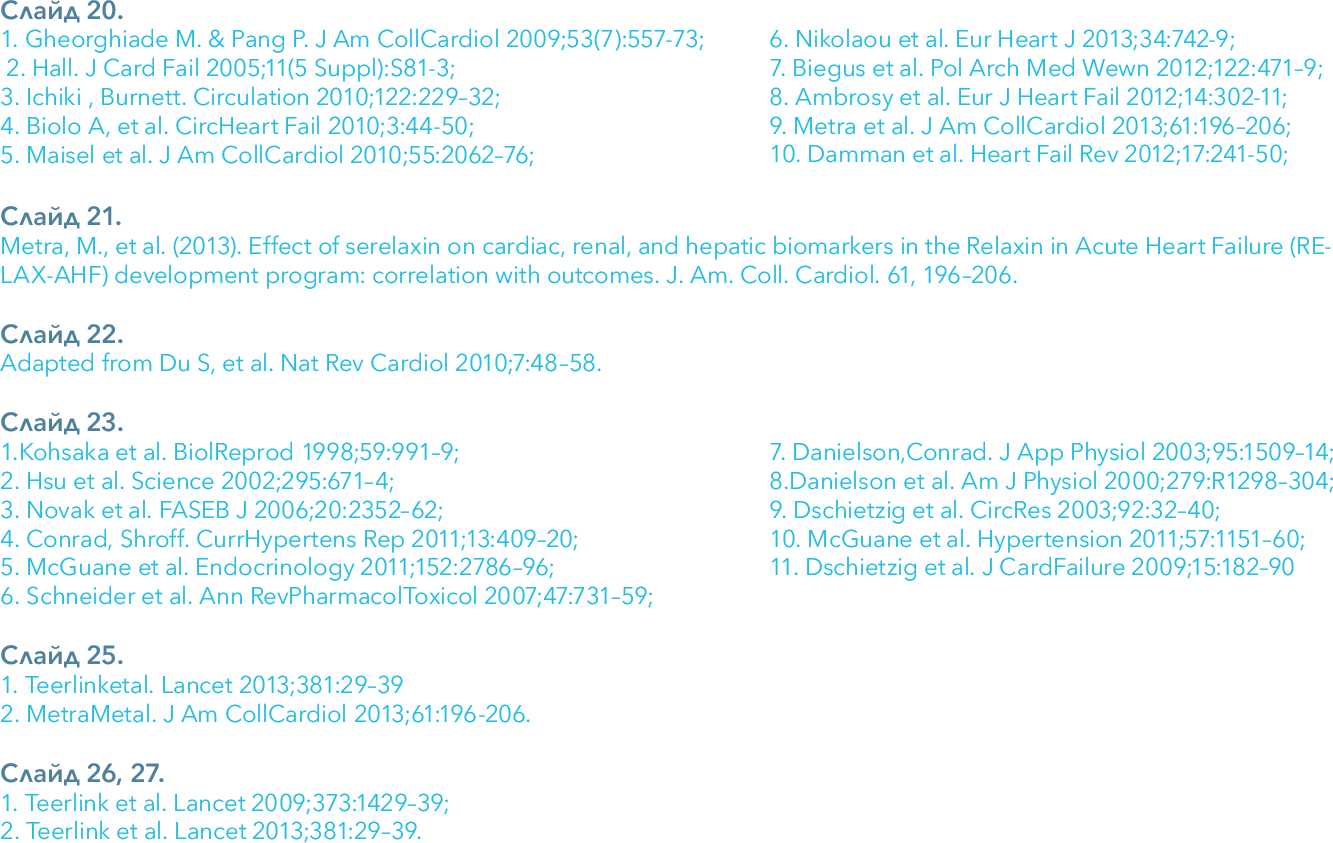 Слайд 20.
1. Gheorghiade M. & Pang P. J Am CollCardiol 2009;53(7):557-73;
2. Hall. J Card Fail 2005;11(5 Suppl):S81-3;
3. Ichiki , Burnett. Circulation 2010;122:229–32;
4. Biolo A, et al. CircHeart Fail 2010;3:44-50;
5. Maisel et al. J Am CollCardiol 2010;55:2062–76;
6. Nikolaou et al. Eur Heart J 2013;34:742-9;
7. Biegus et al. Pol Arch Med Wewn 2012;122:471–9;
8. Ambrosy et al. Eur J Heart Fail 2012;14:302-11;
9. Metra et al. J Am CollCardiol 2013;61:196–206;
10. Damman et al. Heart Fail Rev 2012;17:241-50;
Слайд 21.
Metra, M., et al. (2013). Effect of serelaxin on cardiac, renal, and hepatic biomarkers in the Relaxin in Acute Heart Failure (RE-
LAX-AHF) development program: correlation with outcomes. J. Am. Coll. Cardiol. 61, 196–206.
Слайд 22.
Adapted from Du S, et al. Nat Rev Cardiol 2010;7:48–58.
Слайд 23.
1.Kohsaka et al. BiolReprod 1998;59:991–9;
2. Hsu et al. Science 2002;295:671–4;
3. Novak et al. FASEB J 2006;20:2352–62;
4. Conrad, Shroff. CurrHypertens Rep 2011;13:409–20;
5. McGuane et al. Endocrinology 2011;152:2786–96;
6. Schneider et al. Ann RevPharmacolToxicol 2007;47:731–59;
7. Danielson,Conrad. J App Physiol 2003;95:1509–14;
8.Danielson et al. Am J Physiol 2000;279:R1298–304;
9. Dschietzig et al. CircRes 2003;92:32–40;
10. McGuane et al. Hypertension 2011;57:1151–60;
11. Dschietzig et al. J CardFailure 2009;15:182–90
Слайд 25.
1. Teerlinketal. Lancet 2013;381:29–39
2. MetraMetal. J Am CollCardiol 2013;61:196-206.
Слайд 26, 27.
1. Teerlink et al. Lancet 2009;373:1429–39;
2. Teerlink et al. Lancet 2013;381:29–39.